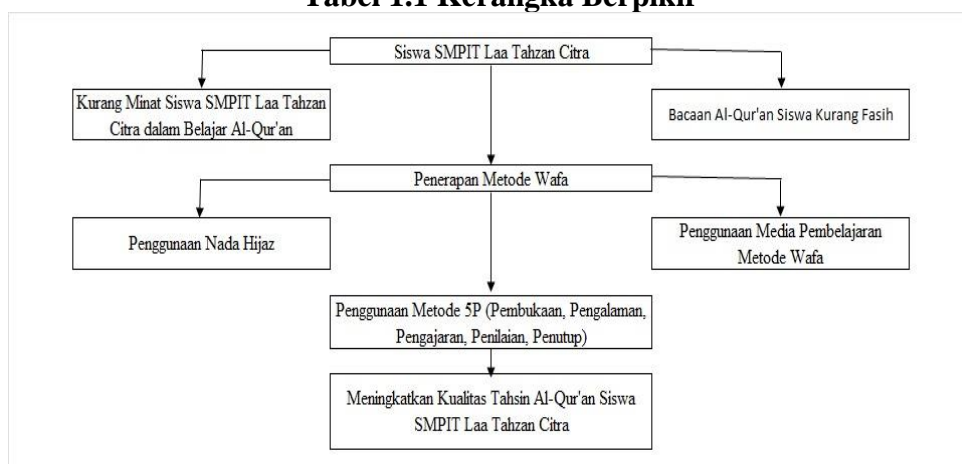 Tabel 1.1 Kerangka Berpikir
Siswa SMPIT Laa Tahzan Citra
Kurang Minat Siswa SMPIT Laa Tahzan
Citra dalam Belajar Al-Qur'an
Bacaan Al-Qur'an Siswa Kurang Fasih
Penerapan Metode Wafa
Penggunaan Nada Hijaz
Penggunaan Media Pembelajaran
Metode Wafa
Penggunaan Metode 5P (Pembukaan, Pengalaman,
Pengajaran, Penilaian, Penutup)
Meningkatkan Kualitas Tahsin Al-Qur'an Siswa
SMPIT Laa Tahzan Citra